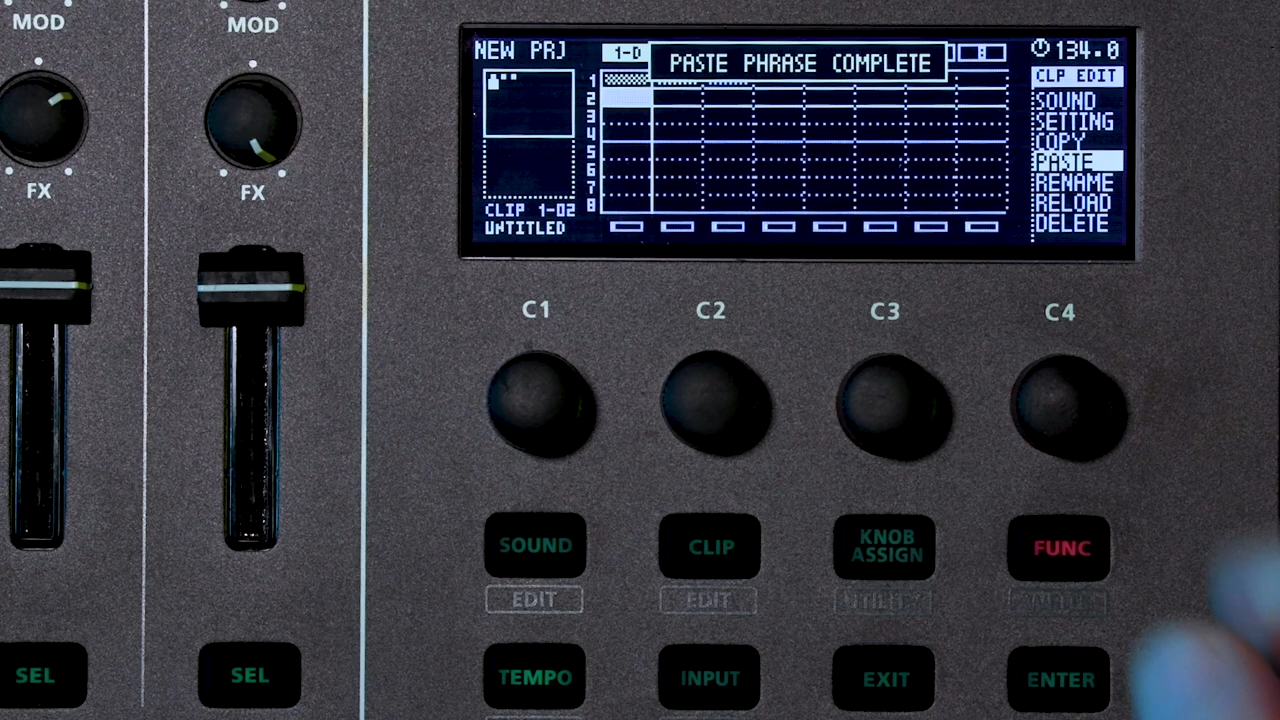 MOD
MOD
FX
FX
NEW PRJ
1-D
PASTE PHRASE COMPLETE
134.0
CLP EDIT
SOUND
SETTING
COPY
PASTE
RENAME
RELOAD
DELETE
1
2
3
4
5
6
7
8
CLIP 1-02
UNTITLED
C1
C2
C3
C4
SOUND
CLIP
KNOB
ASSIGN
FUNC
EDIT
EDIT
UTILITY
SEL
SEL
TEMPO
INPUT
EXIT
ENTER